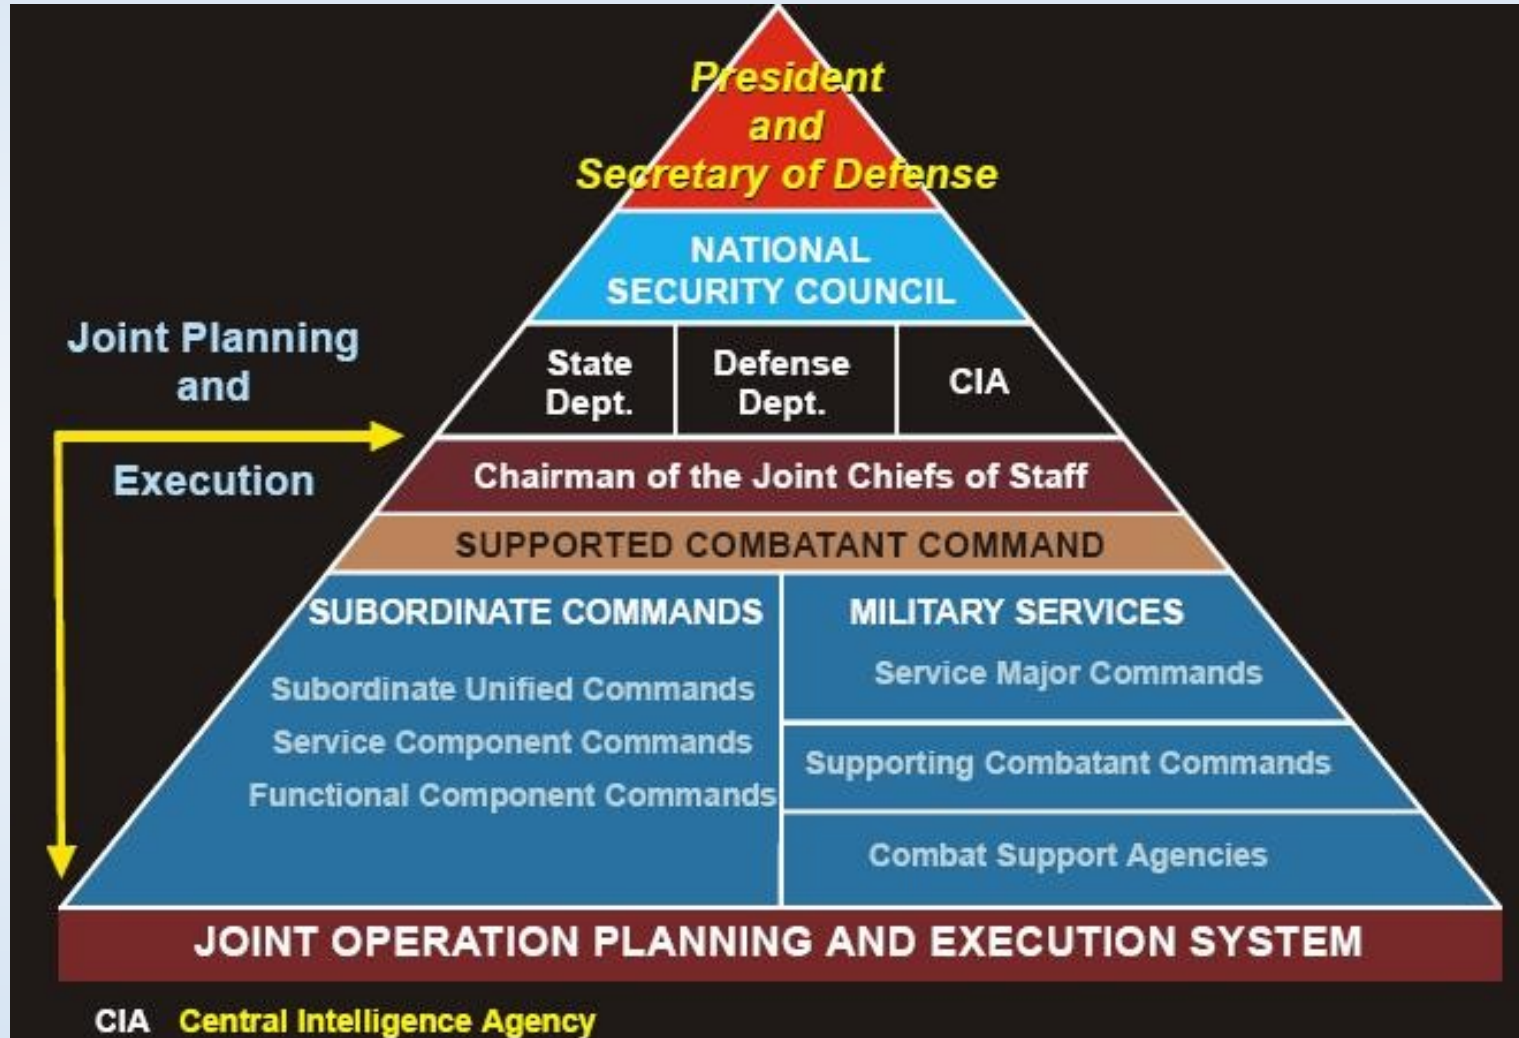 President
and
Secretary of Defense
NATIONAL
SECURITY COUNCIL
Joint Planning
and
Execution
State
Dept.
Defense
Dept.
CIA
Chairman of the Joint Chiefs of Staff
SUPPORTED COMBATANT COMMAND
SUBORDINATE COMMANDS
Subordinate Unified Commands
Service Component Commands
Functional Component Commands
MILITARY SERVICES
Service Major Commands
Supporting Combatant Commands
Combat Support Agencies
JOINT OPERATION PLANNING AND EXECUTION SYSTEM
CIA Central Intelligence Agency